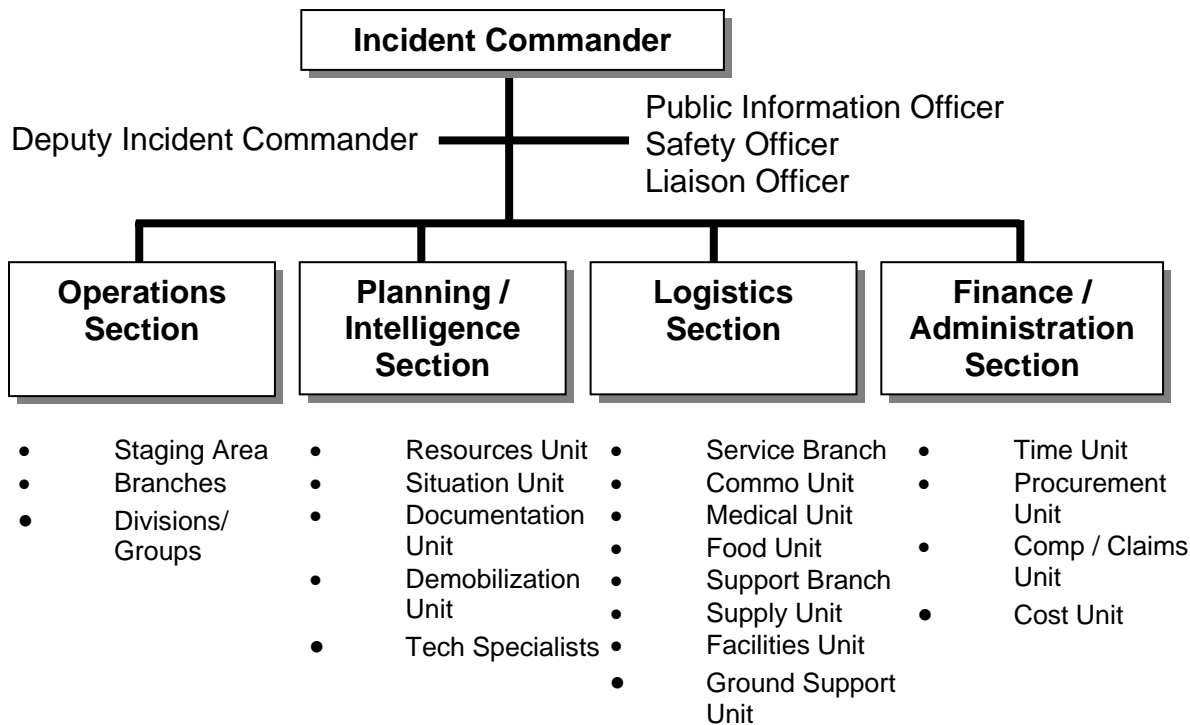 Incident Commander
Deputy Incident Commander
Public Information Officer
Safety Officer
Liaison Officer
Operations
Section
Planning /
Intelligence
Section
Logistics
Section
Finance /
Administration
Section
• Staging Area
• Branches
• Divisions/
Groups
• Resources Unit
• Situation Unit
• Documentation
Unit
• Demobilization
Unit
• Tech Specialists
• Service Branch
• Commo Unit
• Medical Unit
• Food Unit
• Support Branch
• Supply Unit
• Facilities Unit
• Ground Support
Unit
• Time Unit
• Procurement
Unit
• Comp / Claims
Unit
• Cost Unit